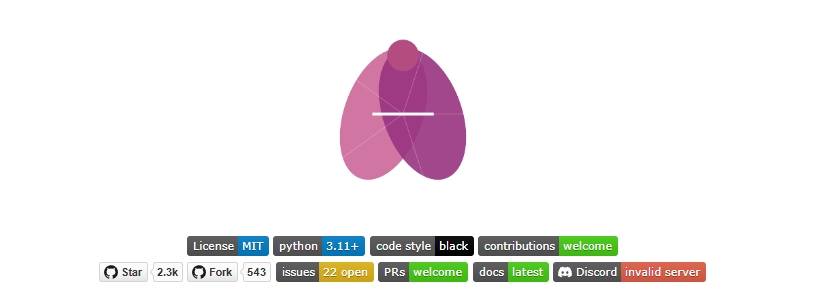 License MIT python 3.11+ code style black contributions welcome
Star 2.3k Fork 543 issues 22 open PRs welcome docs latest Discord invalid server